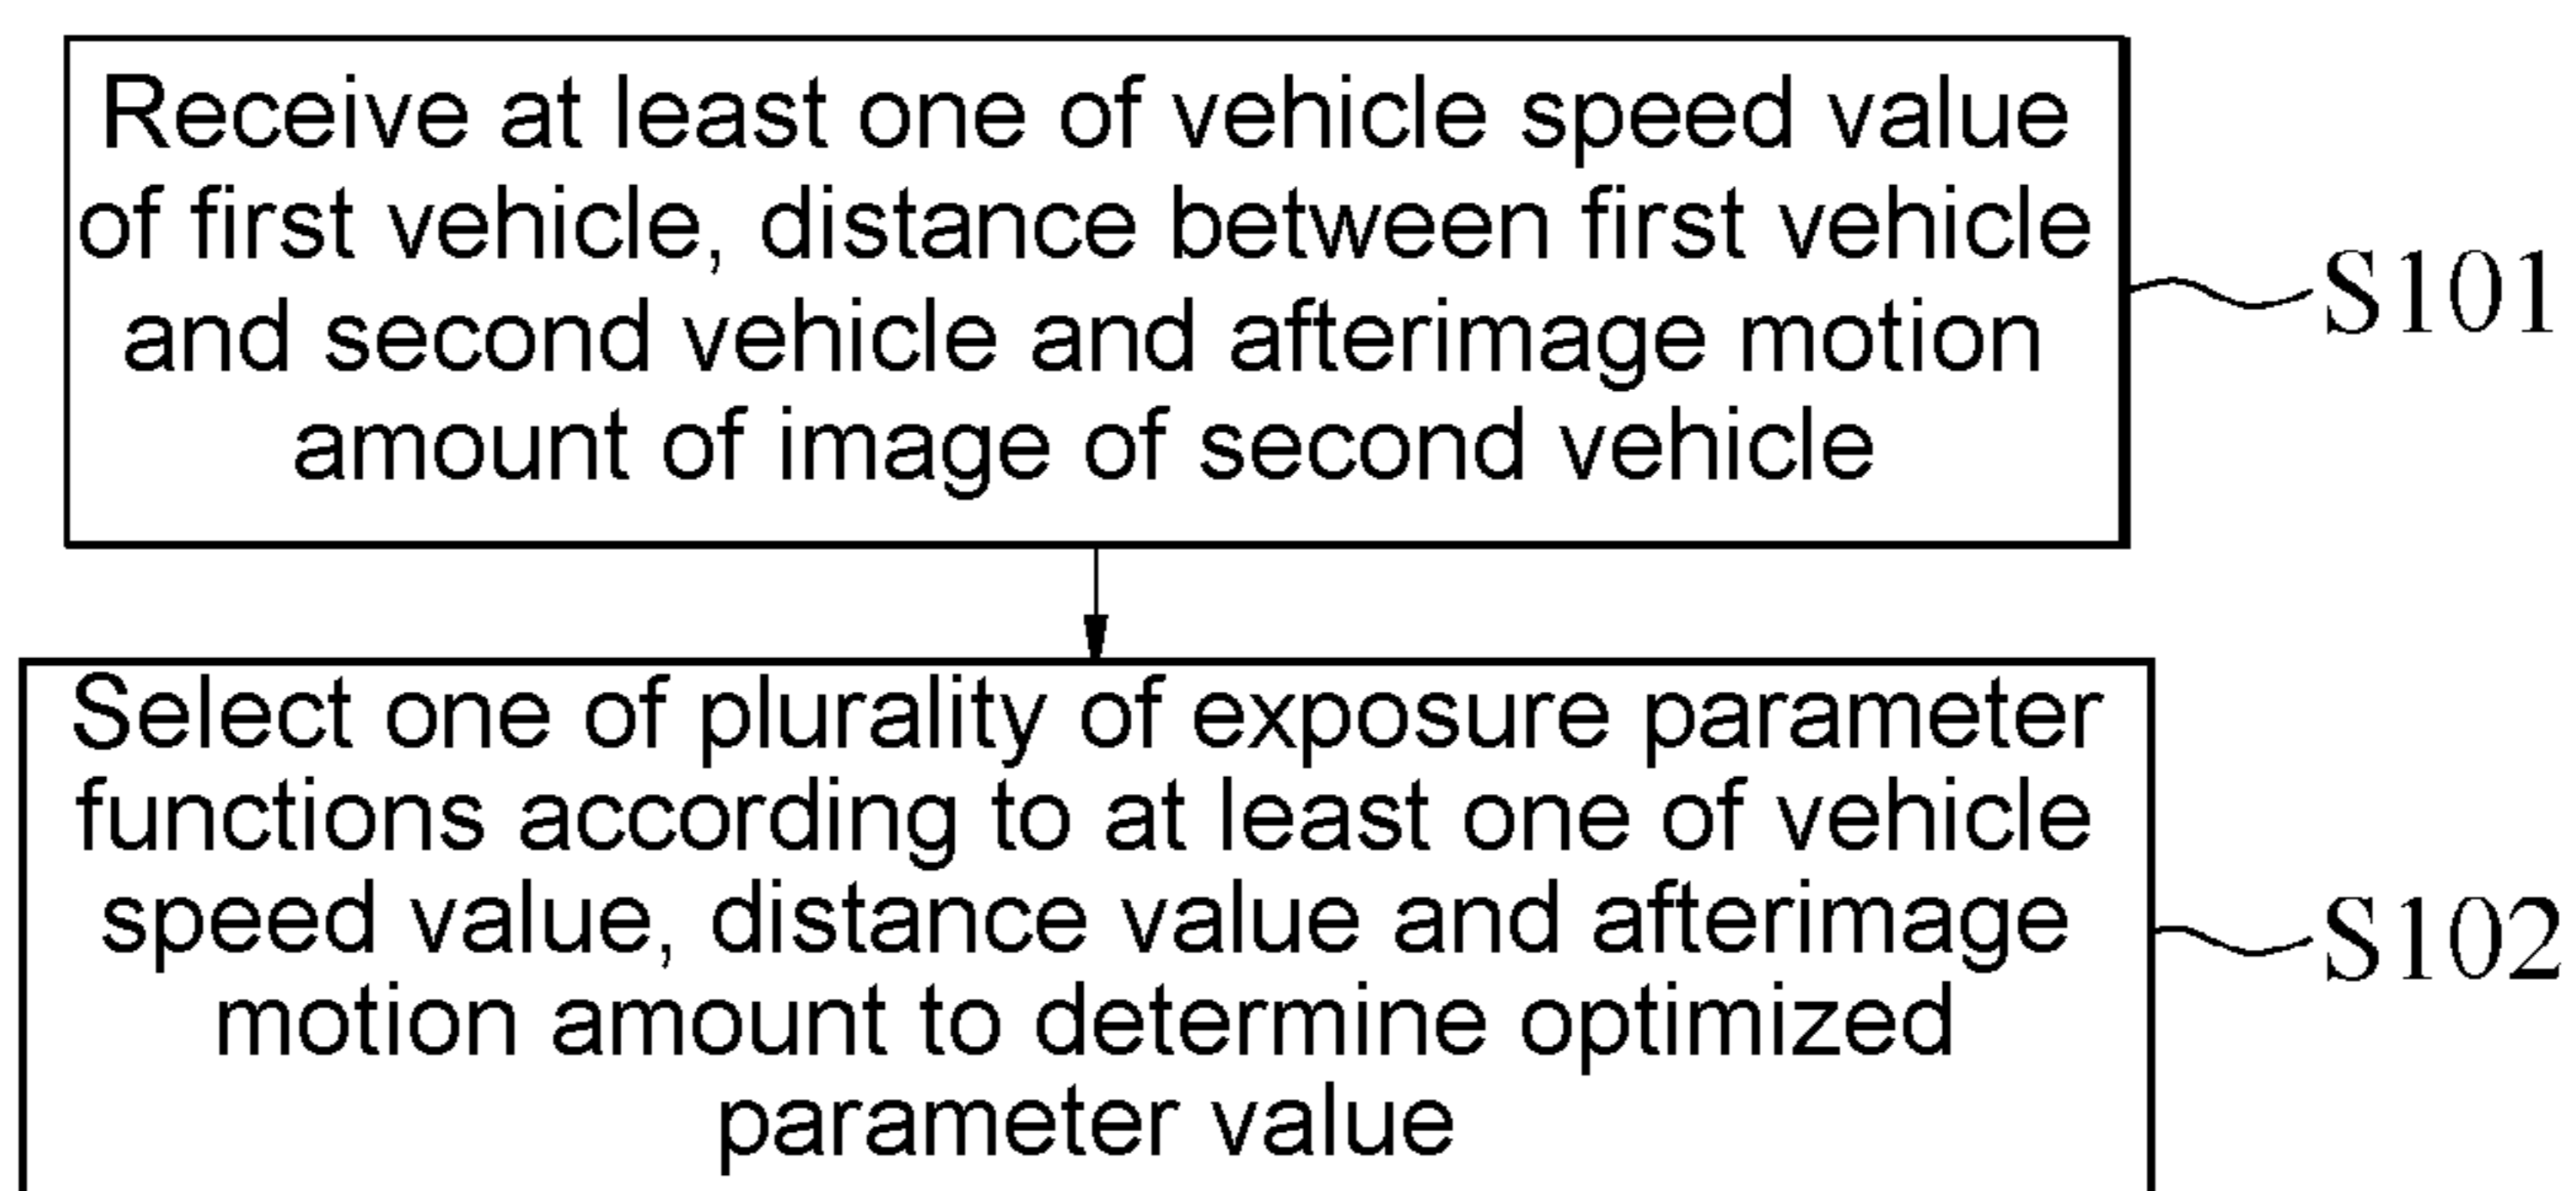 Receive at least one of vehicle speed value
of first vehicle, distance between first vehicle
and second vehicle and afterimage motion
amount of image of second vehicle
S101
Select one of plurality of exposure parameter
functions according to at least one of vehicle
speed value, distance value and afterimage
motion amount to determine optimized
parameter value
S102